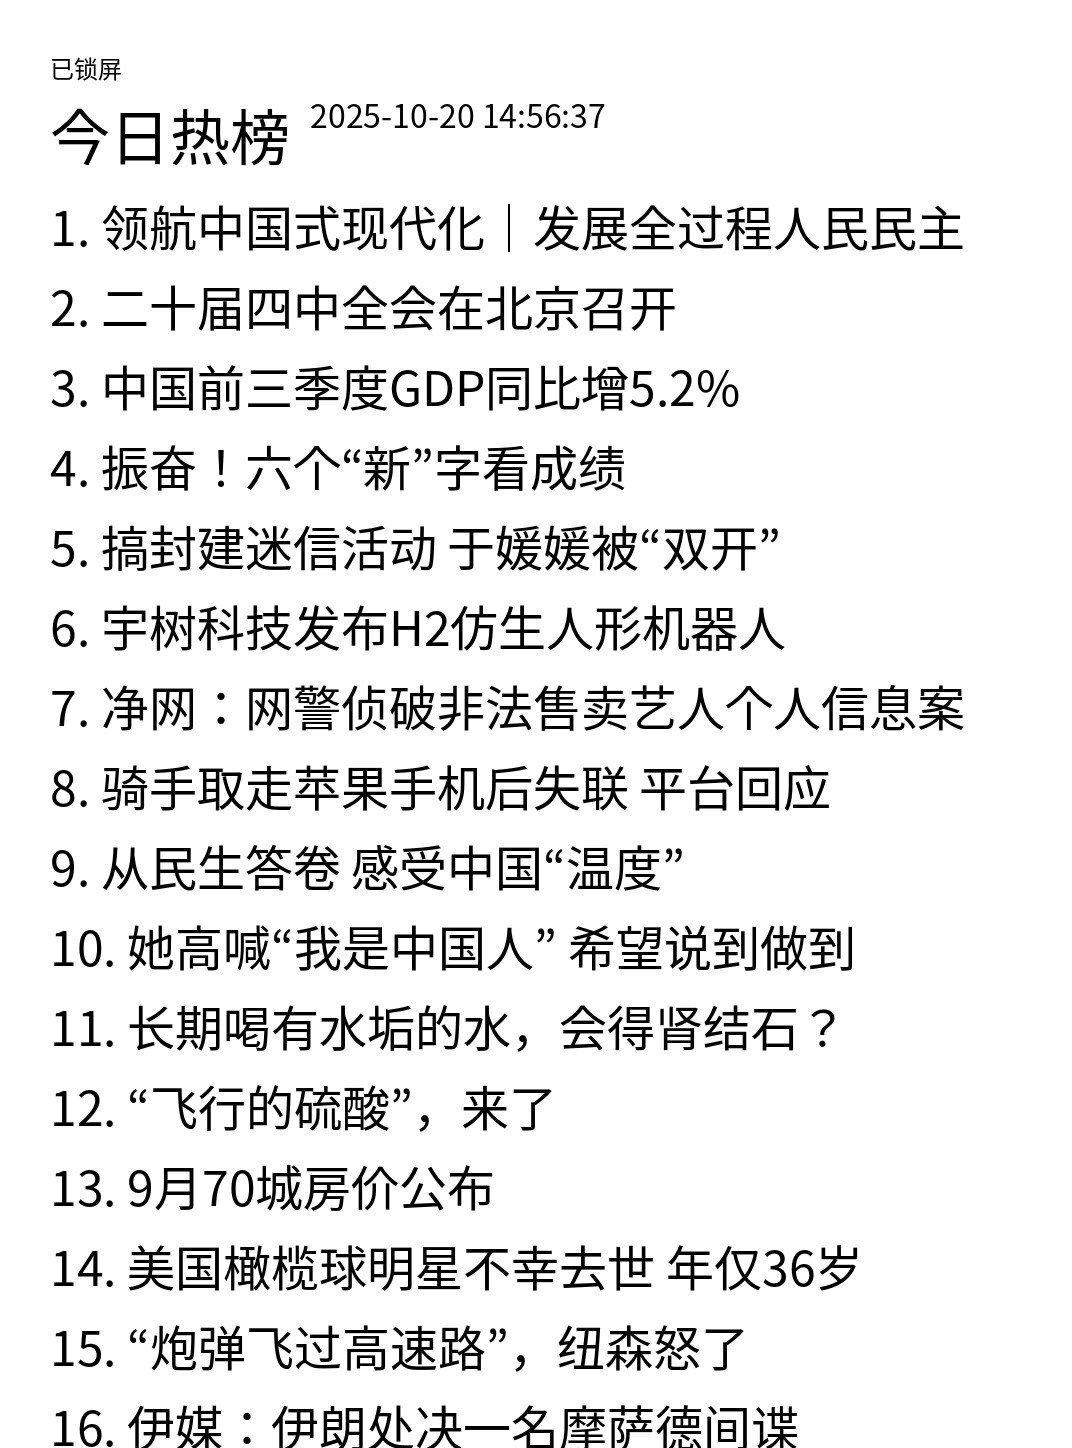 已锁屏
今日热榜 2025-10-20 14:56:37
1. 领航中国式现代化｜发展全过程人民民主
2. 二十届四中全会在北京召开
3. 中国前三季度GDP同比增5.2%
4. 振奋！六个“新”字看成绩
5. 搞封建迷信活动 于媛媛被“双开”
6. 宇树科技发布H2仿生人形机器人
7. 净网：网警侦破非法售卖艺人个人信息案
8. 骑手取走苹果手机后失联 平台回应
9. 从民生答卷 感受中国“温度”
10. 她高喊“我是中国人” 希望说到做到
11. 长期喝有水垢的水，会得肾结石？
12. “飞行的硫酸”，来了
13. 9月70城房价公布
14. 美国橄榄球明星不幸去世 年仅36岁
15. “炮弹飞过高速路”，纽森怒了
16. 伊媒：伊朗处决一名摩萨德间谍